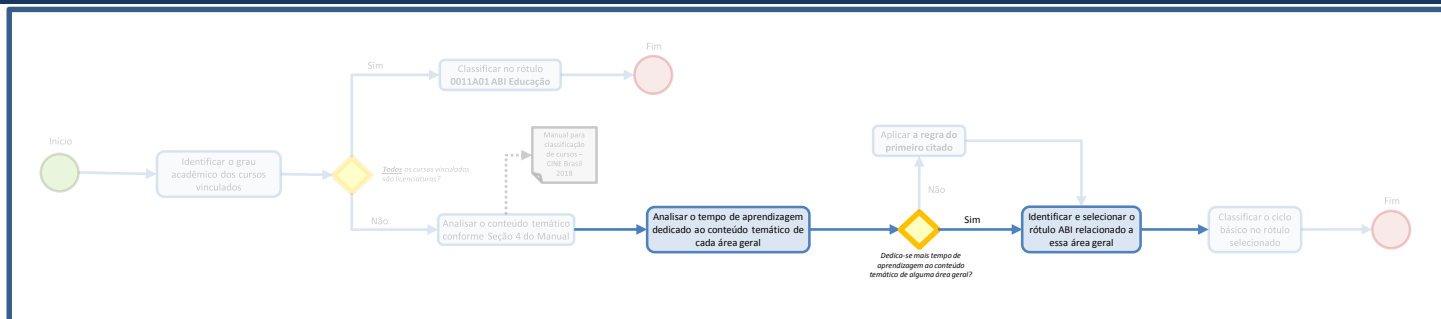 Fim
Sim
Classificar no rótulo
0011A01 ABI Educação
Início
Identificar o grau
acadêmico dos cursos
vinculados
Todos os cursos vinculados
são licenciaturas?
Manual para
classificação
de cursos –
CINE Brasil
2018
Não
Analisar o conteúdo temático
conforme Seção 4 do Manual
Analisar o tempo de aprendizagem
dedicado ao conteúdo temático de
cada área geral
Aplicar a regra do
primeiro citado
Não
Sim
Dedica-se mais tempo de
aprendizagem ao conteúdo
temático de alguma área geral?
Identificar e selecionar o
rótulo ABI relacionado a
essa área geral
Classificar o ciclo
básico no rótulo
selecionado
Fim